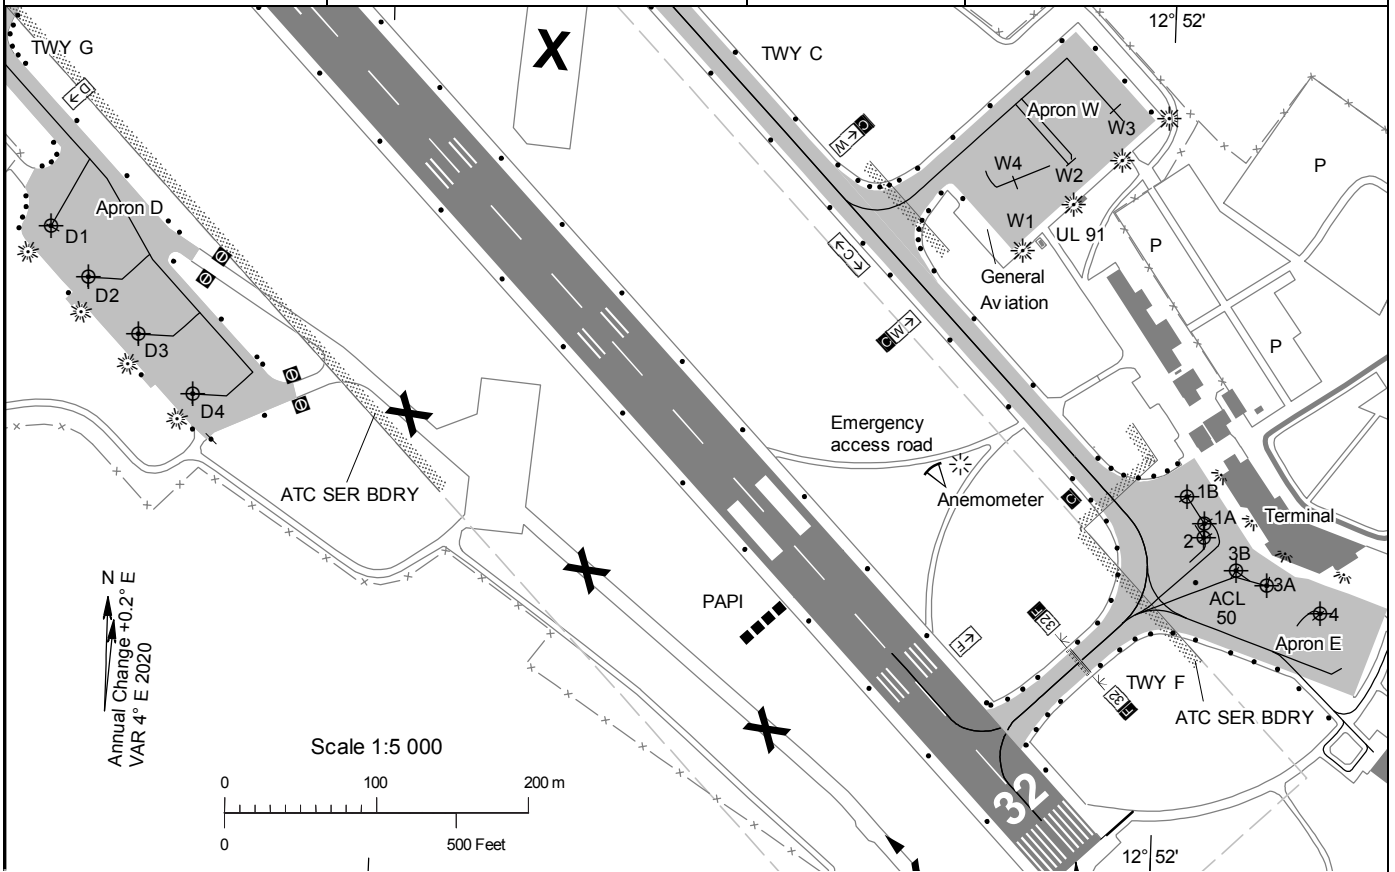 12° 52'
TWY G
TWY C
D
Apron W
C
W
W3
P
W4
W2
Apron D
W1
D1
UL 91
P
C
General
Aviation
D2
C W
D3
P
D4
Emergency
access road
ATC SER BDRY
Anemometer
C
1B
1A
Terminal
2
3B
3A
ACL
50
4
N
PAPI
32 F
F
Apron E
Annual Change +0.2° E
VAR 4° E 2020
TWY F
F 32
ATC SER BDRY
Scale 1:5 000
0 100 200 m
32
0 500 Feet
12° 52'